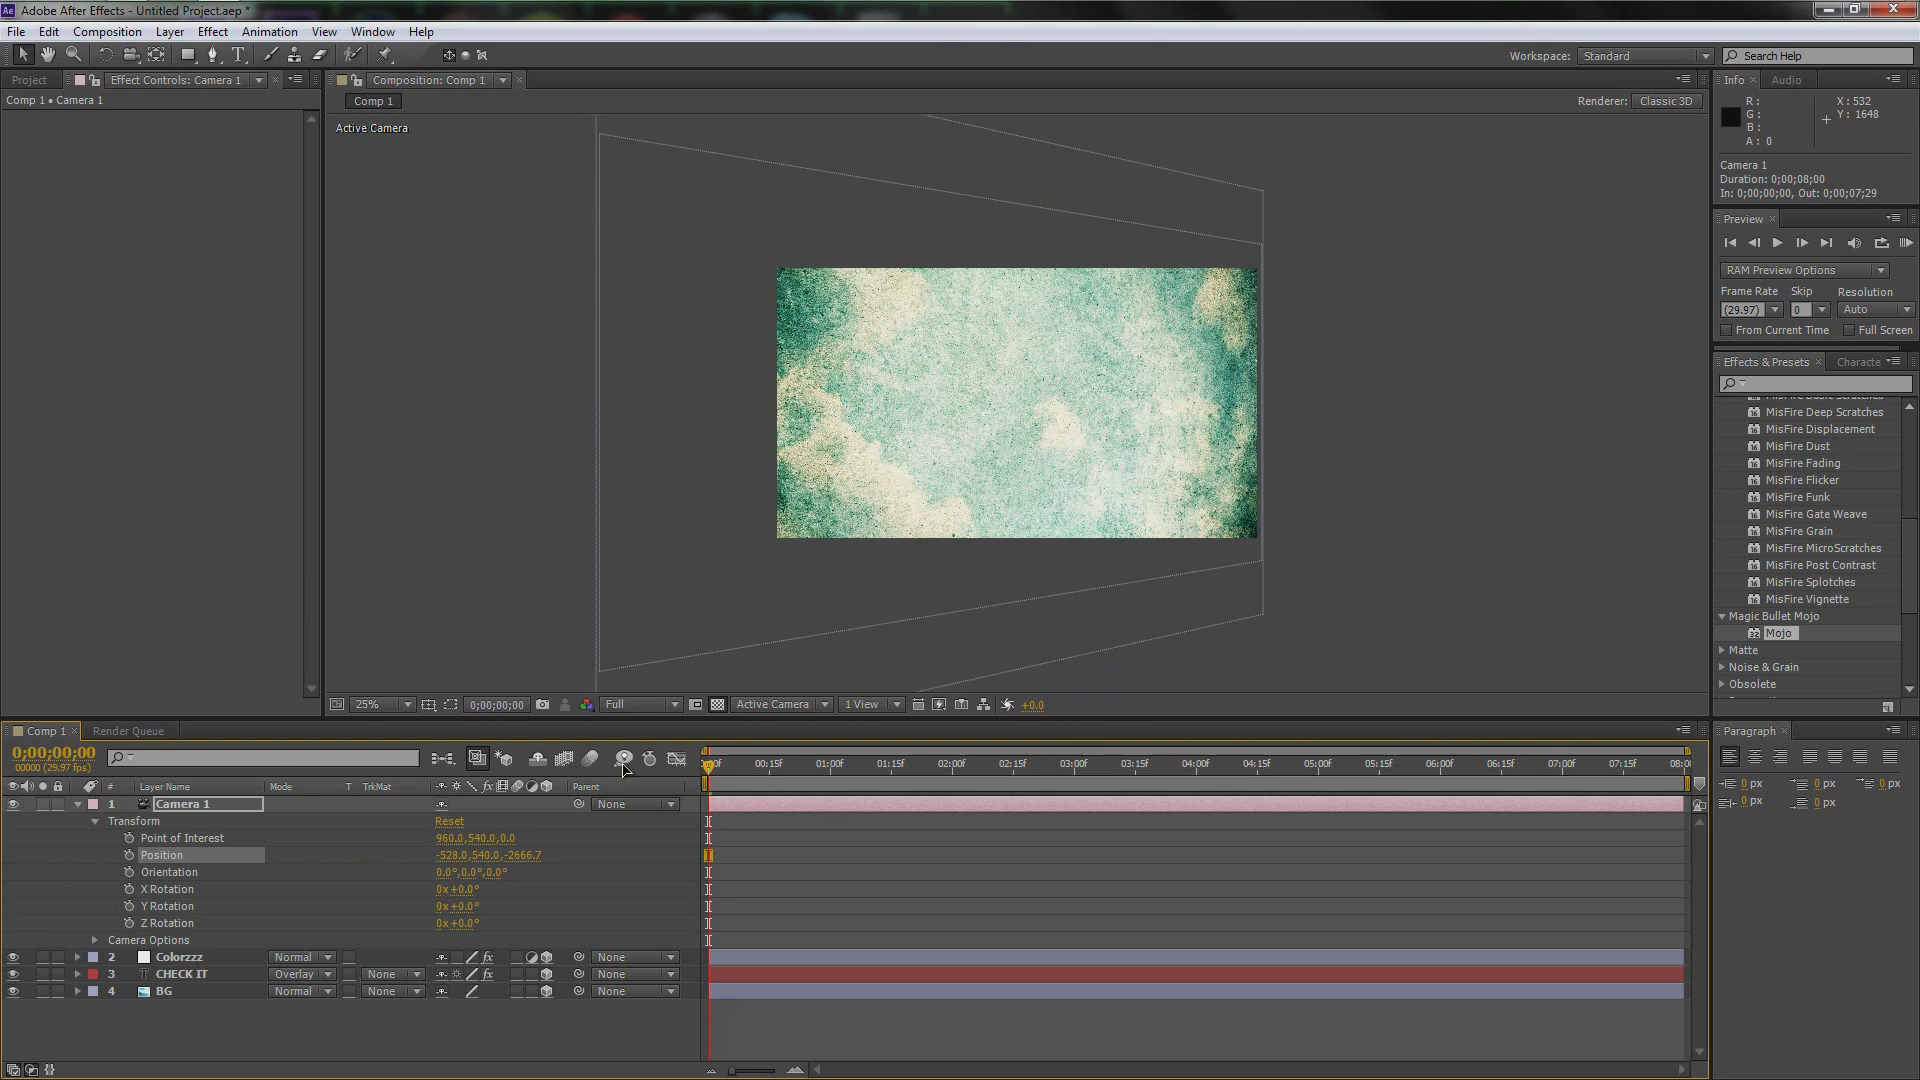 Ae Adobe After Effects - Untitled Project.aep *
File Edit Composition Layer Effect Animation View Window Help
Workspace: Standard
Search Help
Project
Effect Controls: Camera 1
Composition: Comp 1
Info Audio
Comp 1 • Camera 1
Comp 1
Renderer: Classic 3D
R :
G :
B :
A : 0
X : 532
Y : 1648
Active Camera
Camera 1
Duration: 0;00;08;00
In: 0;00;00;00, Out: 0;00;07;29
Preview
RAM Preview Options
Frame Rate Skip Resolution
(29.97) 0 Auto
From Current Time Full Screen
Effects & Presets Characte
MisFire Deep Scratches
MisFire Displacement
MisFire Dust
MisFire Fading
MisFire Flicker
MisFire Funk
MisFire Gate Weave
MisFire Grain
MisFire MicroScratches
MisFire Post Contrast
MisFire Splotches
MisFire Vignette
Magic Bullet Mojo
32 Mojo
Matte
Noise & Grain
Obsolete
25% 0;00;00;00 Full Active Camera 1 View +0.0
Comp 1 Render Queue
Paragraph
0;00;00;00
00000 (29.97 fps)
00:15f 01:00f 01:15f 02:00f 02:15f 03:00f 03:15f 04:00f 04:15f 05:00f 05:15f 06:00f 06:15f 07:00f 07:15f 08:0
# Layer Name Mode T TrkMat Parent
0 px 0 px 0 px
0 px 0 px
1 Camera 1 None
Transform Reset
Point of Interest 960.0,540.0,0.0
Position -528.0,540.0,-2666.7
Orientation 0.0°,0.0°,0.0°
X Rotation 0x+0.0°
Y Rotation 0x+0.0°
Z Rotation 0x+0.0°
Camera Options
2 Colorzzz Normal fx None
3 T CHECK IT Overlay None fx None
4 BG Normal None None